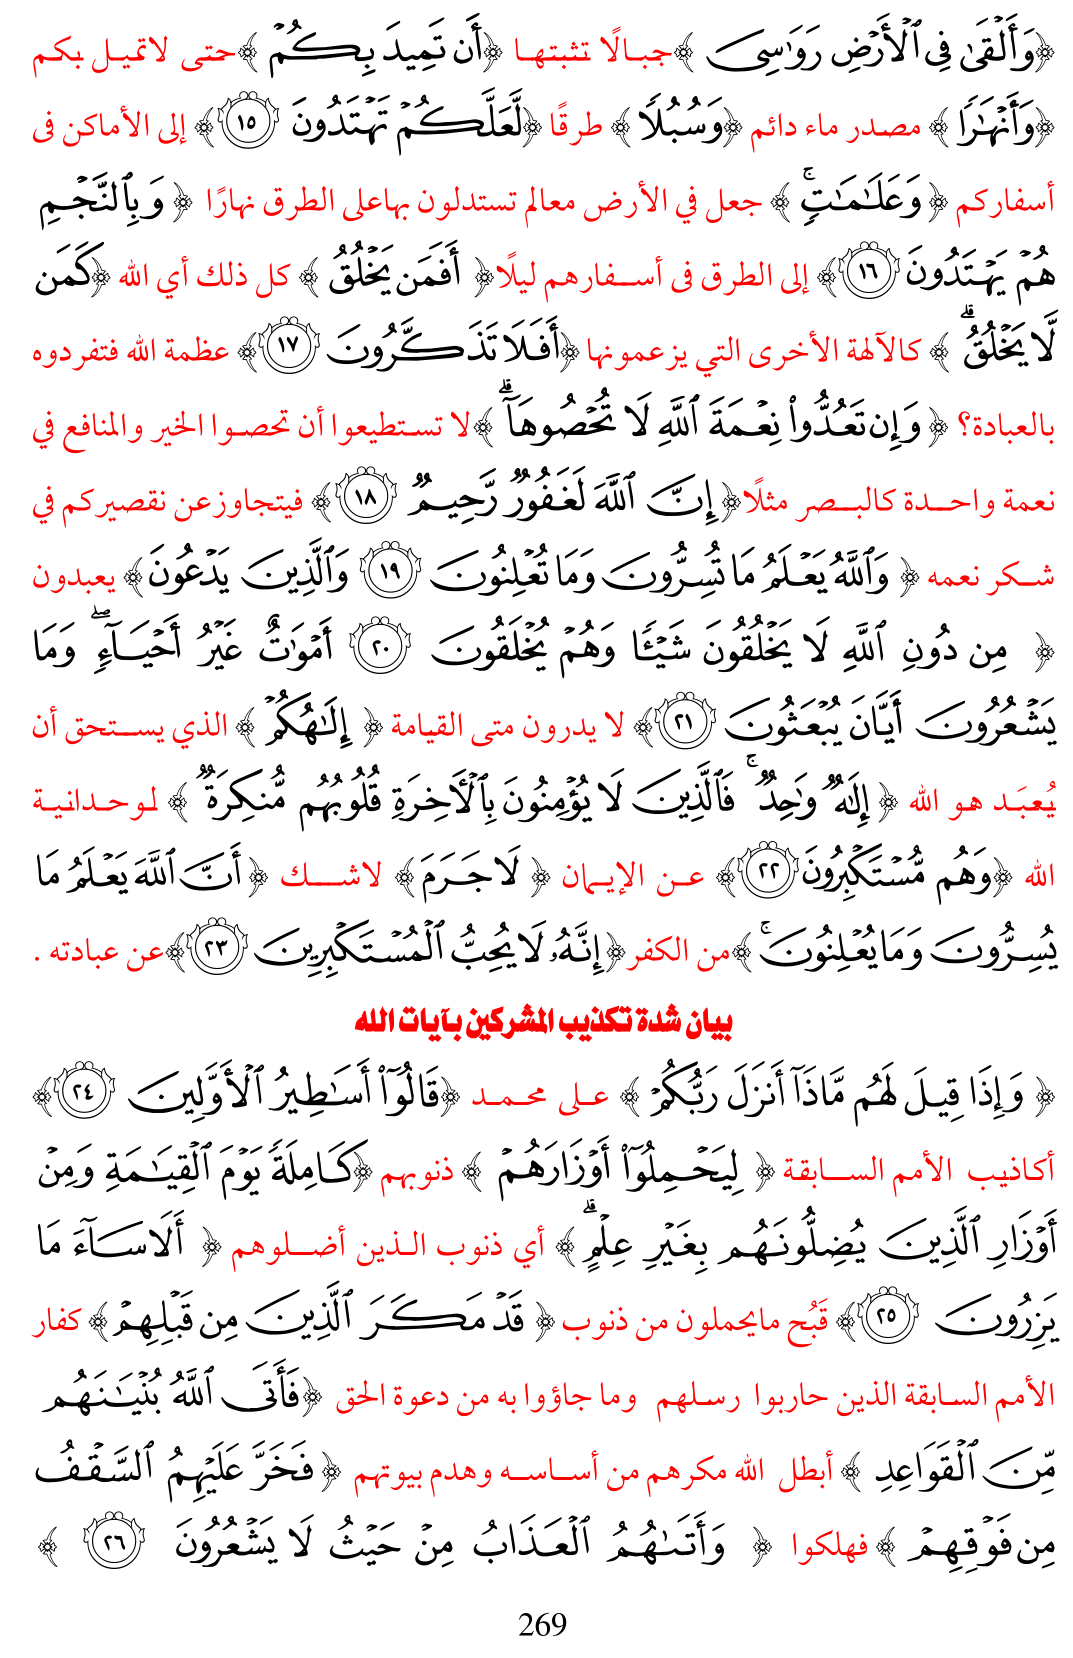 ﴿وَأَلْقَىٰ فِى ٱلْأَرْضِ رَوَٰسِىَ ﴾جبالًا تثبتها ﴿أَن تَمِيدَ بِكُمْ ﴾حتى لاتميل بكم
﴿وَأَنْهَٰرًا ﴾ مصدر ماء دائم ﴿وَسُبُلًا ﴾ طرقًا ﴿لَّعَلَّكُمْ تَهْتَدُونَ ١٥﴾ إلى الأماكن فى
أسفاركم ﴿ وَعَلَٰمَٰتٍ ۚ﴾ جعل في الأرض معالم تستدلون بهاعلى الطرق نهارًا ﴿ وَبِٱلنَّجْمِ
هُمْ يَهْتَدُونَ ١٦﴾ إلى الطرق فى أسفارهم ليلًا﴿ أَفَمَن يَخْلُقُ ﴾ كل ذلك أي الله ﴿كَمَن
لَّا يَخْلُقُ ۗ ﴾ كالآلهة الأخرى التي يزعمونها ﴿أَفَلَا تَذَكَّرُونَ ١٧﴾ عظمة الله فتفردوه
بالعبادة؟ ﴿ وَإِن تَعُدُّوا۟ نِعْمَةَ ٱللَّهِ لَا تُحْصُوهَآ ۗ ﴾لا تستطيعوا أن تحصوا الخير والمنافع في
نعمة واحدة كالبصر مثلًا﴿ إِنَّ ٱللَّهَ لَغَفُورٌ رَّحِيمٌ ١٨﴾ فيتجاوزعن نقصيركم في
شكر نعمه ﴿ وَٱللَّهُ يَعْلَمُ مَا تُسِرُّونَ وَمَا تُعْلِنُونَ ١٩ وَٱلَّذِينَ يَدْعُونَ﴾ يعبدون
﴿ مِن دُونِ ٱللَّهِ لَا يَخْلُقُونَ شَيْـًٔا وَهُمْ يُخْلَقُونَ ٢٠ أَمْوَٰتٌ غَيْرُ أَحْيَآءٍ ۖ وَمَا
يَشْعُرُونَ أَيَّانَ يُبْعَثُونَ ٢١﴾ لا يدرون متى القيامة ﴿ إِلَٰهُكُمْ ﴾ الذي يستحق أن
يُعبَد هو الله ﴿ إِلَٰهٌ وَٰحِدٌ ۚ فَٱلَّذِينَ لَا يُؤْمِنُونَ بِٱلْأَخِرَةِ قُلُوبُهُم مُّنكِرَةٌ ﴾ لوحدانية
الله ﴿وَهُم مُّسْتَكْبِرُونَ ٢٢﴾ عن الإيمان ﴿ لَا جَرَمَ﴾ لاشك ﴿ أَنَّ ٱللَّهَ يَعْلَمُ مَا
يُسِرُّونَ وَمَا يُعْلِنُونَ ۚ ﴾من الكفر﴿ إِنَّهُۥ لَا يُحِبُّ ٱلْمُسْتَكْبِرِينَ ٢٣﴾عن عبادته .
بيان شدة تكذيب المشركين بآيات الله
﴿ وَإِذَا قِيلَ لَهُم مَّاذَآ أَنزَلَ رَبُّكُمْ ﴾ على محمد ﴿قَالُوٓا۟ أَسَٰطِيرُ ٱلْأَوَّلِينَ ٢٤﴾
أكاذيب الأمم السابقة ﴿ لِيَحْمِلُوٓا۟ أَوْزَارَهُمْ ﴾ ذنوبهم ﴿كَامِلَةً يَوْمَ ٱلْقِيَٰمَةِ وَمِنْ
أَوْزَارِ ٱلَّذِينَ يُضِلُّونَهُم بِغَيْرِ عِلْمٍ ۗ﴾ أي ذنوب الذين أضلوهم ﴿ أَلَا سَآءَ مَا
يَزِرُونَ ٢٥﴾ قَبُح مايحملون من ذنوب ﴿ قَدْ مَكَرَ ٱلَّذِينَ مِن قَبْلِهِمْ ﴾ كفار
الأمم السابقة الذين حاربوا رسلهم وما جاؤوا به من دعوة الحق ﴿فَأَتَى ٱللَّهُ بُنْيَٰنَهُم
مِّنَ ٱلْقَوَاعِدِ ﴾ أبطل الله مكرهم من أساسه وهدم بيوتهم ﴿ فَخَرَّ عَلَيْهِمُ ٱلسَّقْفُ
مِن فَوْقِهِمْ ﴾ فهلكوا ﴿ وَأَتَىٰهُمُ ٱلْعَذَابُ مِنْ حَيْثُ لَا يَشْعُرُونَ ٢٦ ﴾
269